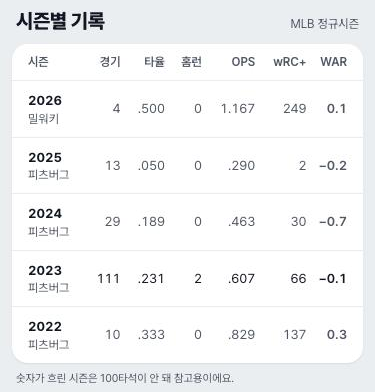 시즌별 기록
MLB 정규시즌
시즌 경기 타율 홈런 OPS wRC+ WAR
2026
밀워키 4 .500 0 1.167 249 0.1
2025
피츠버그 13 .050 0 .290 2 −0.2
2024
피츠버그 29 .189 0 .463 30 −0.7
2023
피츠버그 111 .231 2 .607 66 −0.1
2022
피츠버그 10 .333 0 .829 137 0.3
숫자가 흐린 시즌은 100타석이 안 돼 참고용이에요.